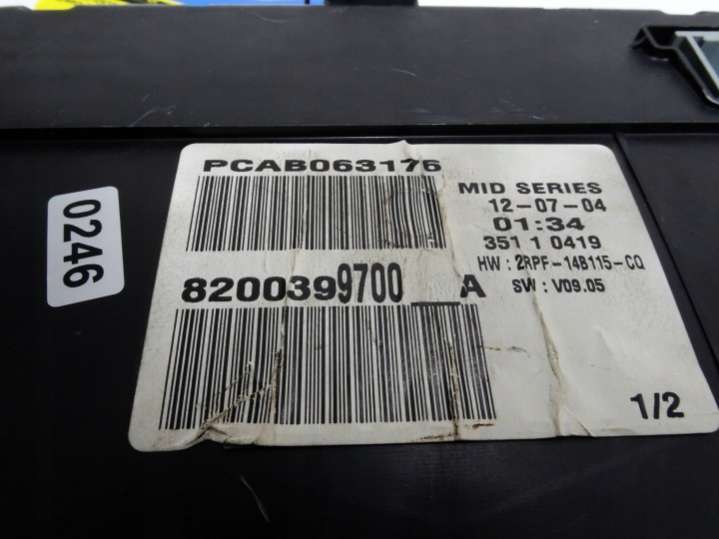 PCAB063176
MID SERIES
12-07-04
01:34
351 1 0419
HW : 2RPF-14B115-CQ
SW : V09.05
8200399700__A
1/2
0246